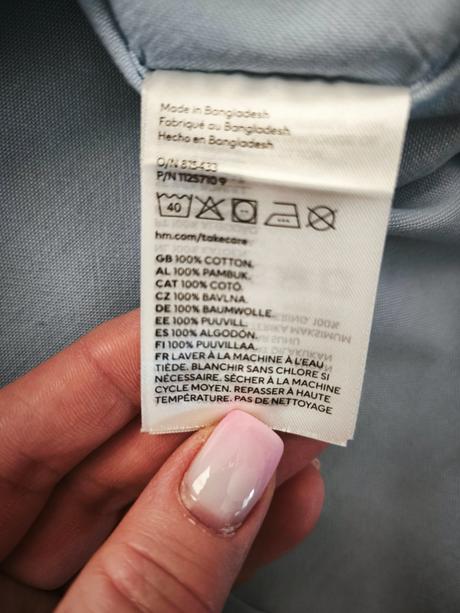 Made in Bangladesh
Fabriqué au Bangladesh
Hecho en Bangladesh
O/N 815433
P/N 1125710 9
40
hm.com/takecare
GB 100% COTTON.
AL 100% PAMBUK.
CAT 100% COTÓ.
CZ 100% BAVLNA.
DE 100% BAUMWOLLE.
EE 100% PUUVILL.
ES 100% ALGODÓN.
FI 100% PUUVILLAA.
FR LAVER À LA MACHINE À L'EAU
TIÈDE. BLANCHIR SANS CHLORE SI
NÉCESSAIRE. SÉCHER À LA MACHINE
CYCLE MOYEN. REPASSER À HAUTE
TEMPÉRATURE. PAS DE NETTOYAGE